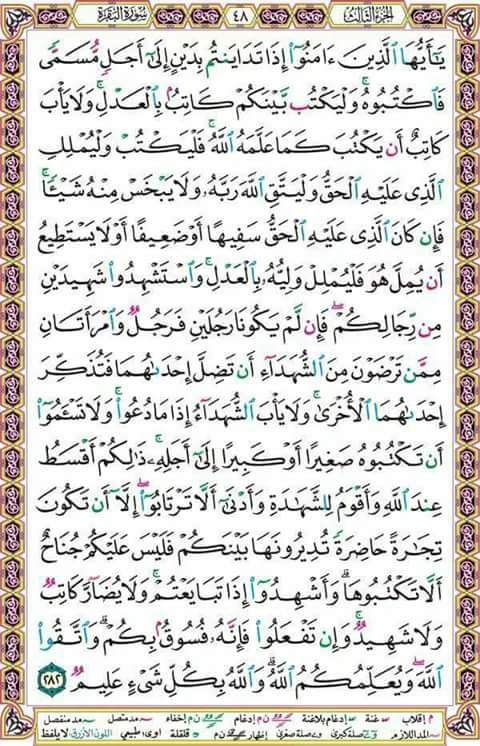 الجزء الثالث ٤٨ سورة البقرة
يَٰٓأَيُّهَا ٱلَّذِينَ ءَامَنُوٓا۟ إِذَا تَدَايَنتُم بِدَيْنٍ إِلَىٰٓ أَجَلٍ مُّسَمًّى
فَٱكْتُبُوهُ ۚ وَلْيَكْتُب بَّيْنَكُمْ كَاتِبٌۢ بِٱلْعَدْلِ ۚ وَلَا يَأْبَ
كَاتِبٌ أَن يَكْتُبَ كَمَا عَلَّمَهُ ٱللَّهُ ۚ فَلْيَكْتُبْ وَلْيُمْلِلِ
ٱلَّذِى عَلَيْهِ ٱلْحَقُّ وَلْيَتَّقِ ٱللَّهَ رَبَّهُۥ وَلَا يَبْخَسْ مِنْهُ شَيْـًٔا ۚ
فَإِن كَانَ ٱلَّذِى عَلَيْهِ ٱلْحَقُّ سَفِيهًا أَوْ ضَعِيفًا أَوْ لَا يَسْتَطِيعُ
أَن يُمِلَّ هُوَ فَلْيُمْلِلْ وَلِيُّهُۥ بِٱلْعَدْلِ ۚ وَٱسْتَشْهِدُوا۟ شَهِيدَيْنِ
مِن رِّجَالِكُمْ ۖ فَإِن لَّمْ يَكُونَا رَجُلَيْنِ فَرَجُلٌ وَٱمْرَأَتَانِ
مِمَّن تَرْضَوْنَ مِنَ ٱلشُّهَدَآءِ أَن تَضِلَّ إِحْدَىٰهُمَا فَتُذَكِّرَ
إِحْدَىٰهُمَا ٱلْأُخْرَىٰ ۚ وَلَا يَأْبَ ٱلشُّهَدَآءُ إِذَا مَا دُعُوا۟ ۚ وَلَا تَسْـَٔمُوٓا۟
أَن تَكْتُبُوهُ صَغِيرًا أَوْ كَبِيرًا إِلَىٰٓ أَجَلِهِۦ ۚ ذَٰلِكُمْ أَقْسَطُ
عِندَ ٱللَّهِ وَأَقْوَمُ لِلشَّهَٰدَةِ وَأَدْنَىٰٓ أَلَّا تَرْتَابُوٓا۟ ۖ إِلَّآ أَن تَكُونَ
تِجَٰرَةً حَاضِرَةً تُدِيرُونَهَا بَيْنَكُمْ فَلَيْسَ عَلَيْكُمْ جُنَاحٌ
أَلَّا تَكْتُبُوهَا ۗ وَأَشْهِدُوٓا۟ إِذَا تَبَايَعْتُمْ ۚ وَلَا يُضَآرَّ كَاتِبٌ
وَلَا شَهِيدٌ ۚ وَإِن تَفْعَلُوا۟ فَإِنَّهُۥ فُسُوقٌۢ بِكُمْ ۗ وَٱتَّقُوا۟
ٱللَّهَ ۖ وَيُعَلِّمُكُمُ ٱللَّهُ ۗ وَٱللَّهُ بِكُلِّ شَىْءٍ عَلِيمٌ ٢٨٢
م إقلاب غنة إدغام بلاغنة ن م إدغام ن م إخفاء مد متصل مد منفصل
المد اللازم صلة كبرى صلة صغرى إظهار ن م قلقلة اوى: طبيعي اللون الأزرق: لا يلفظ